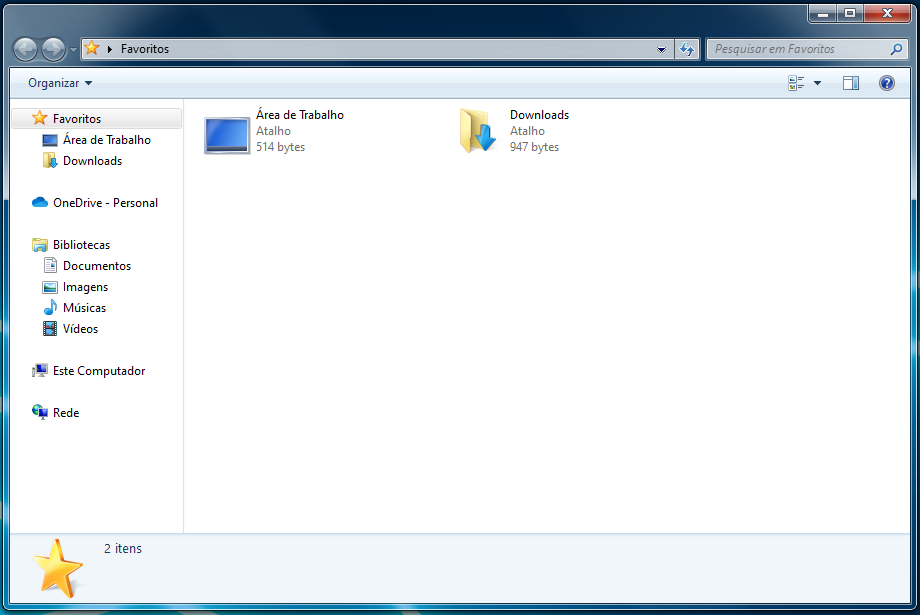 Favoritos
Pesquisar em Favoritos
Organizar
Favoritos
Área de Trabalho
Downloads
OneDrive - Personal
Bibliotecas
Documentos
Imagens
Músicas
Vídeos
Este Computador
Rede
Área de Trabalho
Atalho
514 bytes
Downloads
Atalho
947 bytes
2 itens